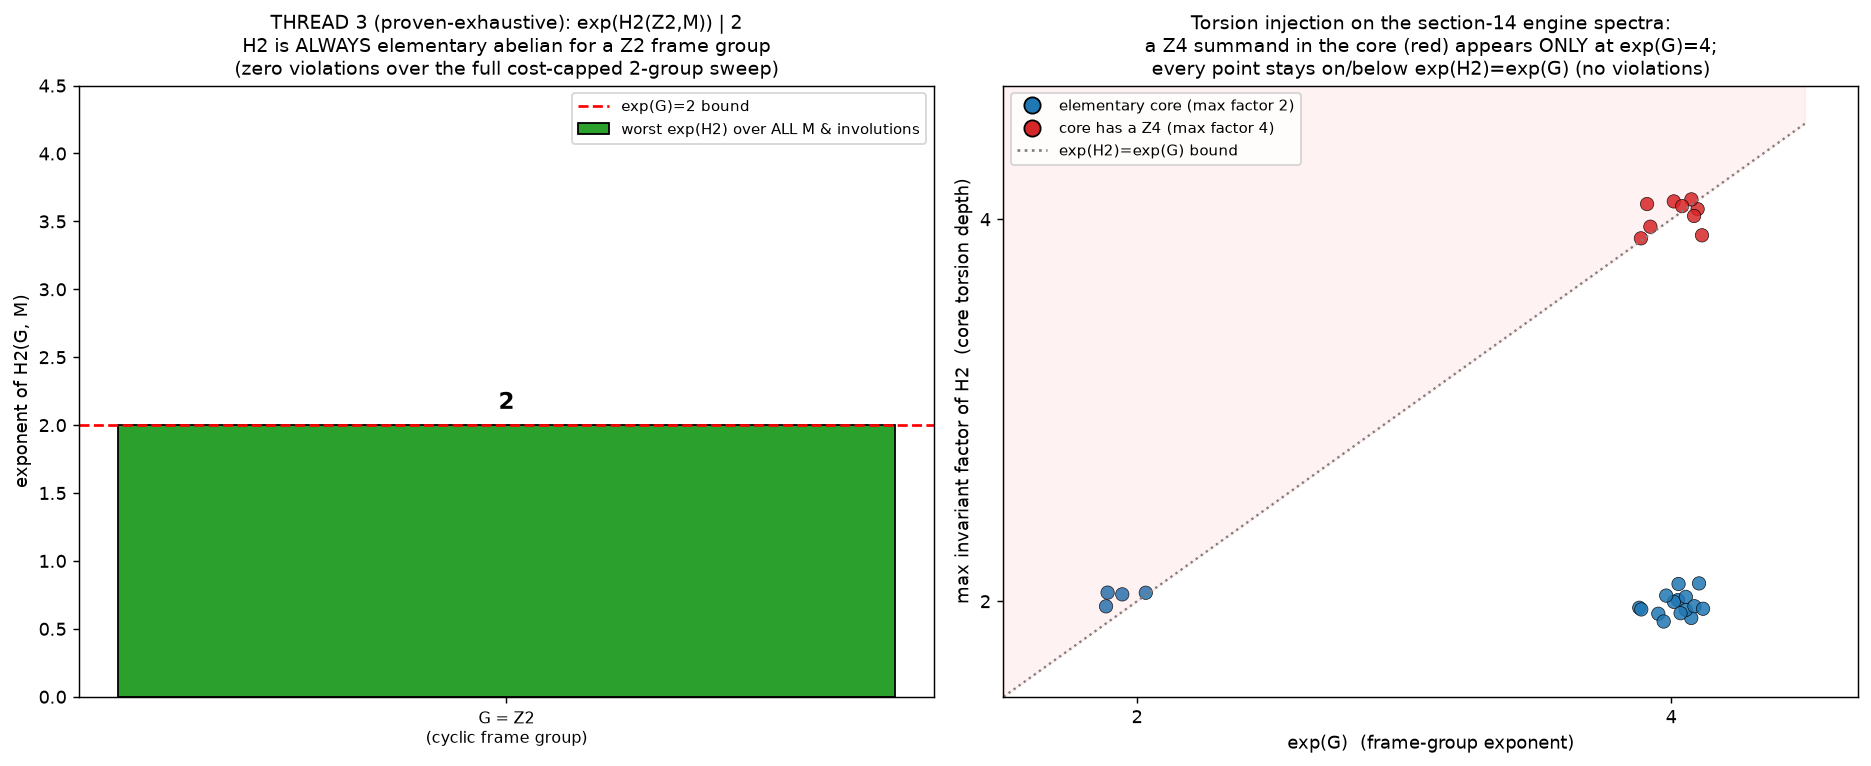 THREAD 3 (proven-exhaustive): exp(H2(Z2,M)) | 2
H2 is ALWAYS elementary abelian for a Z2 frame group
(zero violations over the full cost-capped 2-group sweep)
exp(G)=2 bound
worst exp(H2) over ALL M & involutions
exponent of H2(G, M)
4.5
4.0
3.5
3.0
2.5
2.0
1.5
1.0
0.5
0.0
2
G = Z2
(cyclic frame group)
Torsion injection on the section-14 engine spectra:
a Z4 summand in the core (red) appears ONLY at exp(G)=4;
every point stays on/below exp(H2)=exp(G) (no violations)
elementary core (max factor 2)
core has a Z4 (max factor 4)
exp(H2)=exp(G) bound
max invariant factor of H2  (core torsion depth)
4
2
2
4
exp(G)  (frame-group exponent)